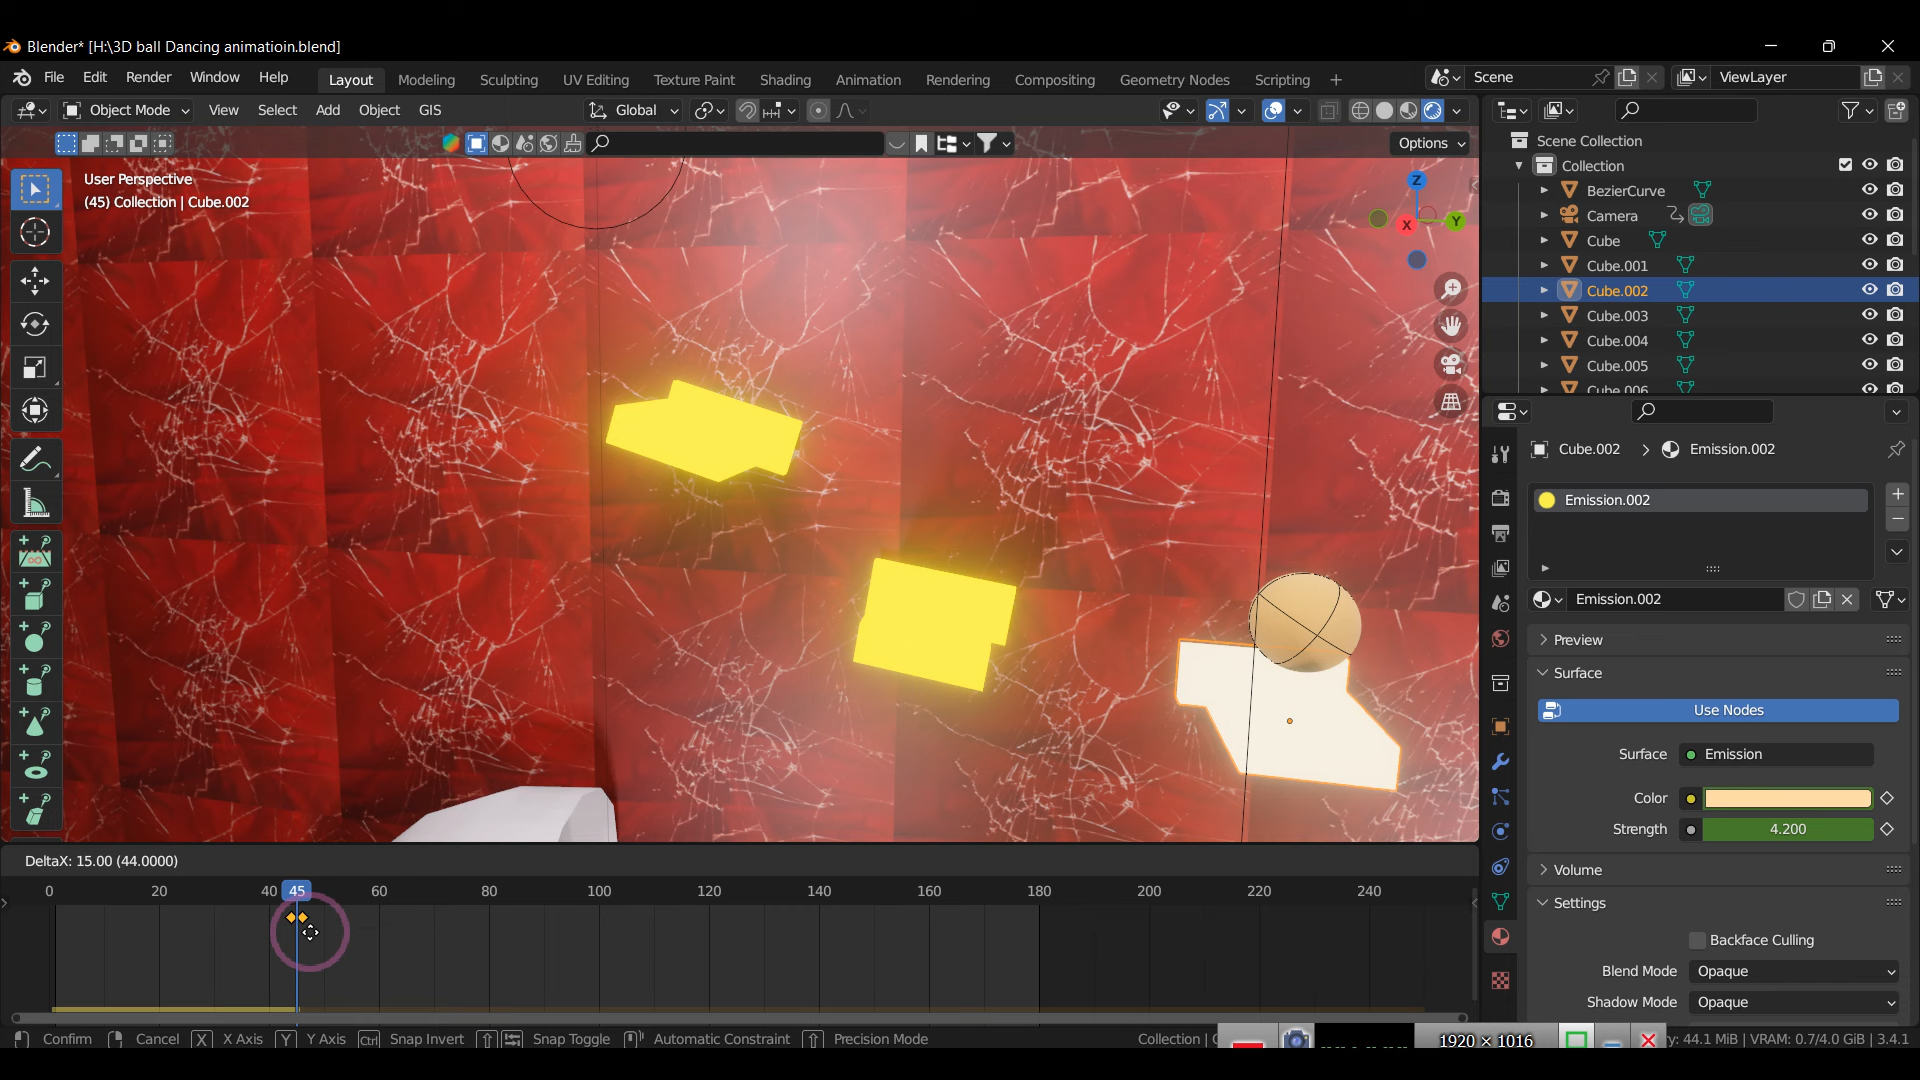 Blender* [H:\3D ball Dancing animatioin.blend]
File Edit Render Window Help Layout Modeling Sculpting UV Editing Texture Paint Shading Animation Rendering Compositing Geometry Nodes Scripting + Scene ViewLayer
Object Mode View Select Add Object GIS Global
Options
Scene Collection
Collection
BezierCurve
Camera
Cube
Cube.001
Cube.002
Cube.003
Cube.004
Cube.005
Cube.006
User Perspective
(45) Collection | Cube.002
Z
Y
X
Cube.002 > Emission.002
Emission.002
Emission.002
Preview
Surface
Use Nodes
Surface Emission
Color
Strength 4.200
Volume
Settings
Backface Culling
Blend Mode Opaque
Shadow Mode Opaque
DeltaX: 15.00 (44.0000)
0 20 40 45 60 80 100 120 140 160 180 200 220 240
Confirm Cancel X X Axis Y Y Axis Ctrl Snap Invert Snap Toggle Automatic Constraint Precision Mode Collection | 1920 × 1016 44.1 MiB | VRAM: 0.7/4.0 GiB | 3.4.1